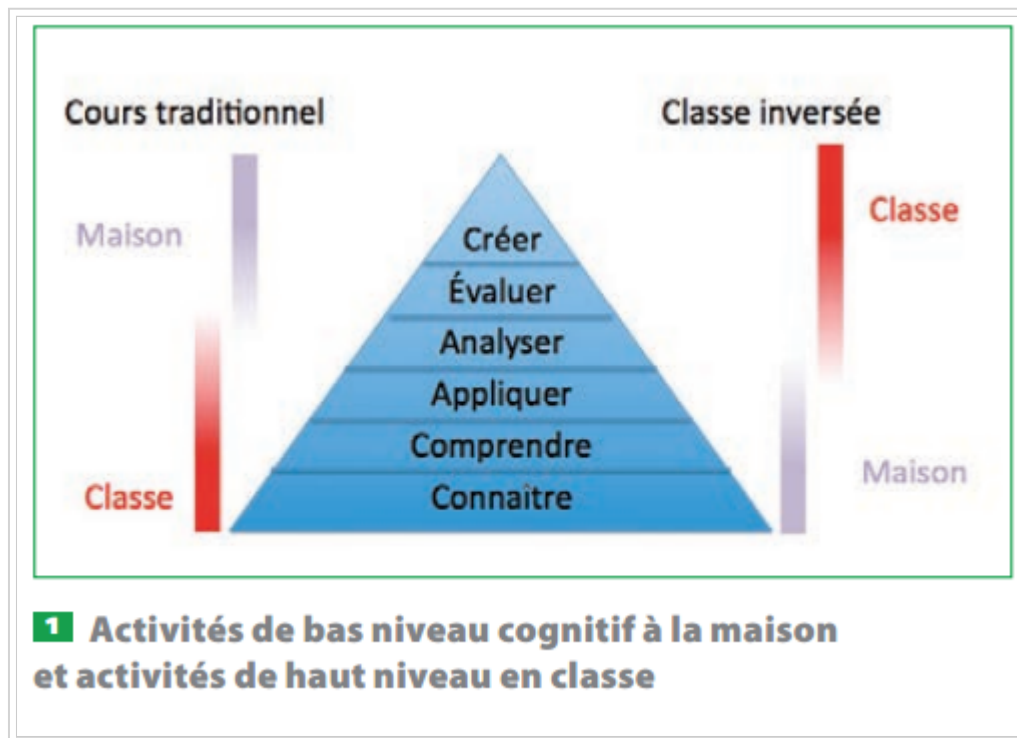 Cours traditionnel
Classe inversée
Maison
Classe
Créer
Évaluer
Analyser
Appliquer
Comprendre
Connaître
Classe
Maison
1 Activités de bas niveau cognitif à la maison
et activités de haut niveau en classe